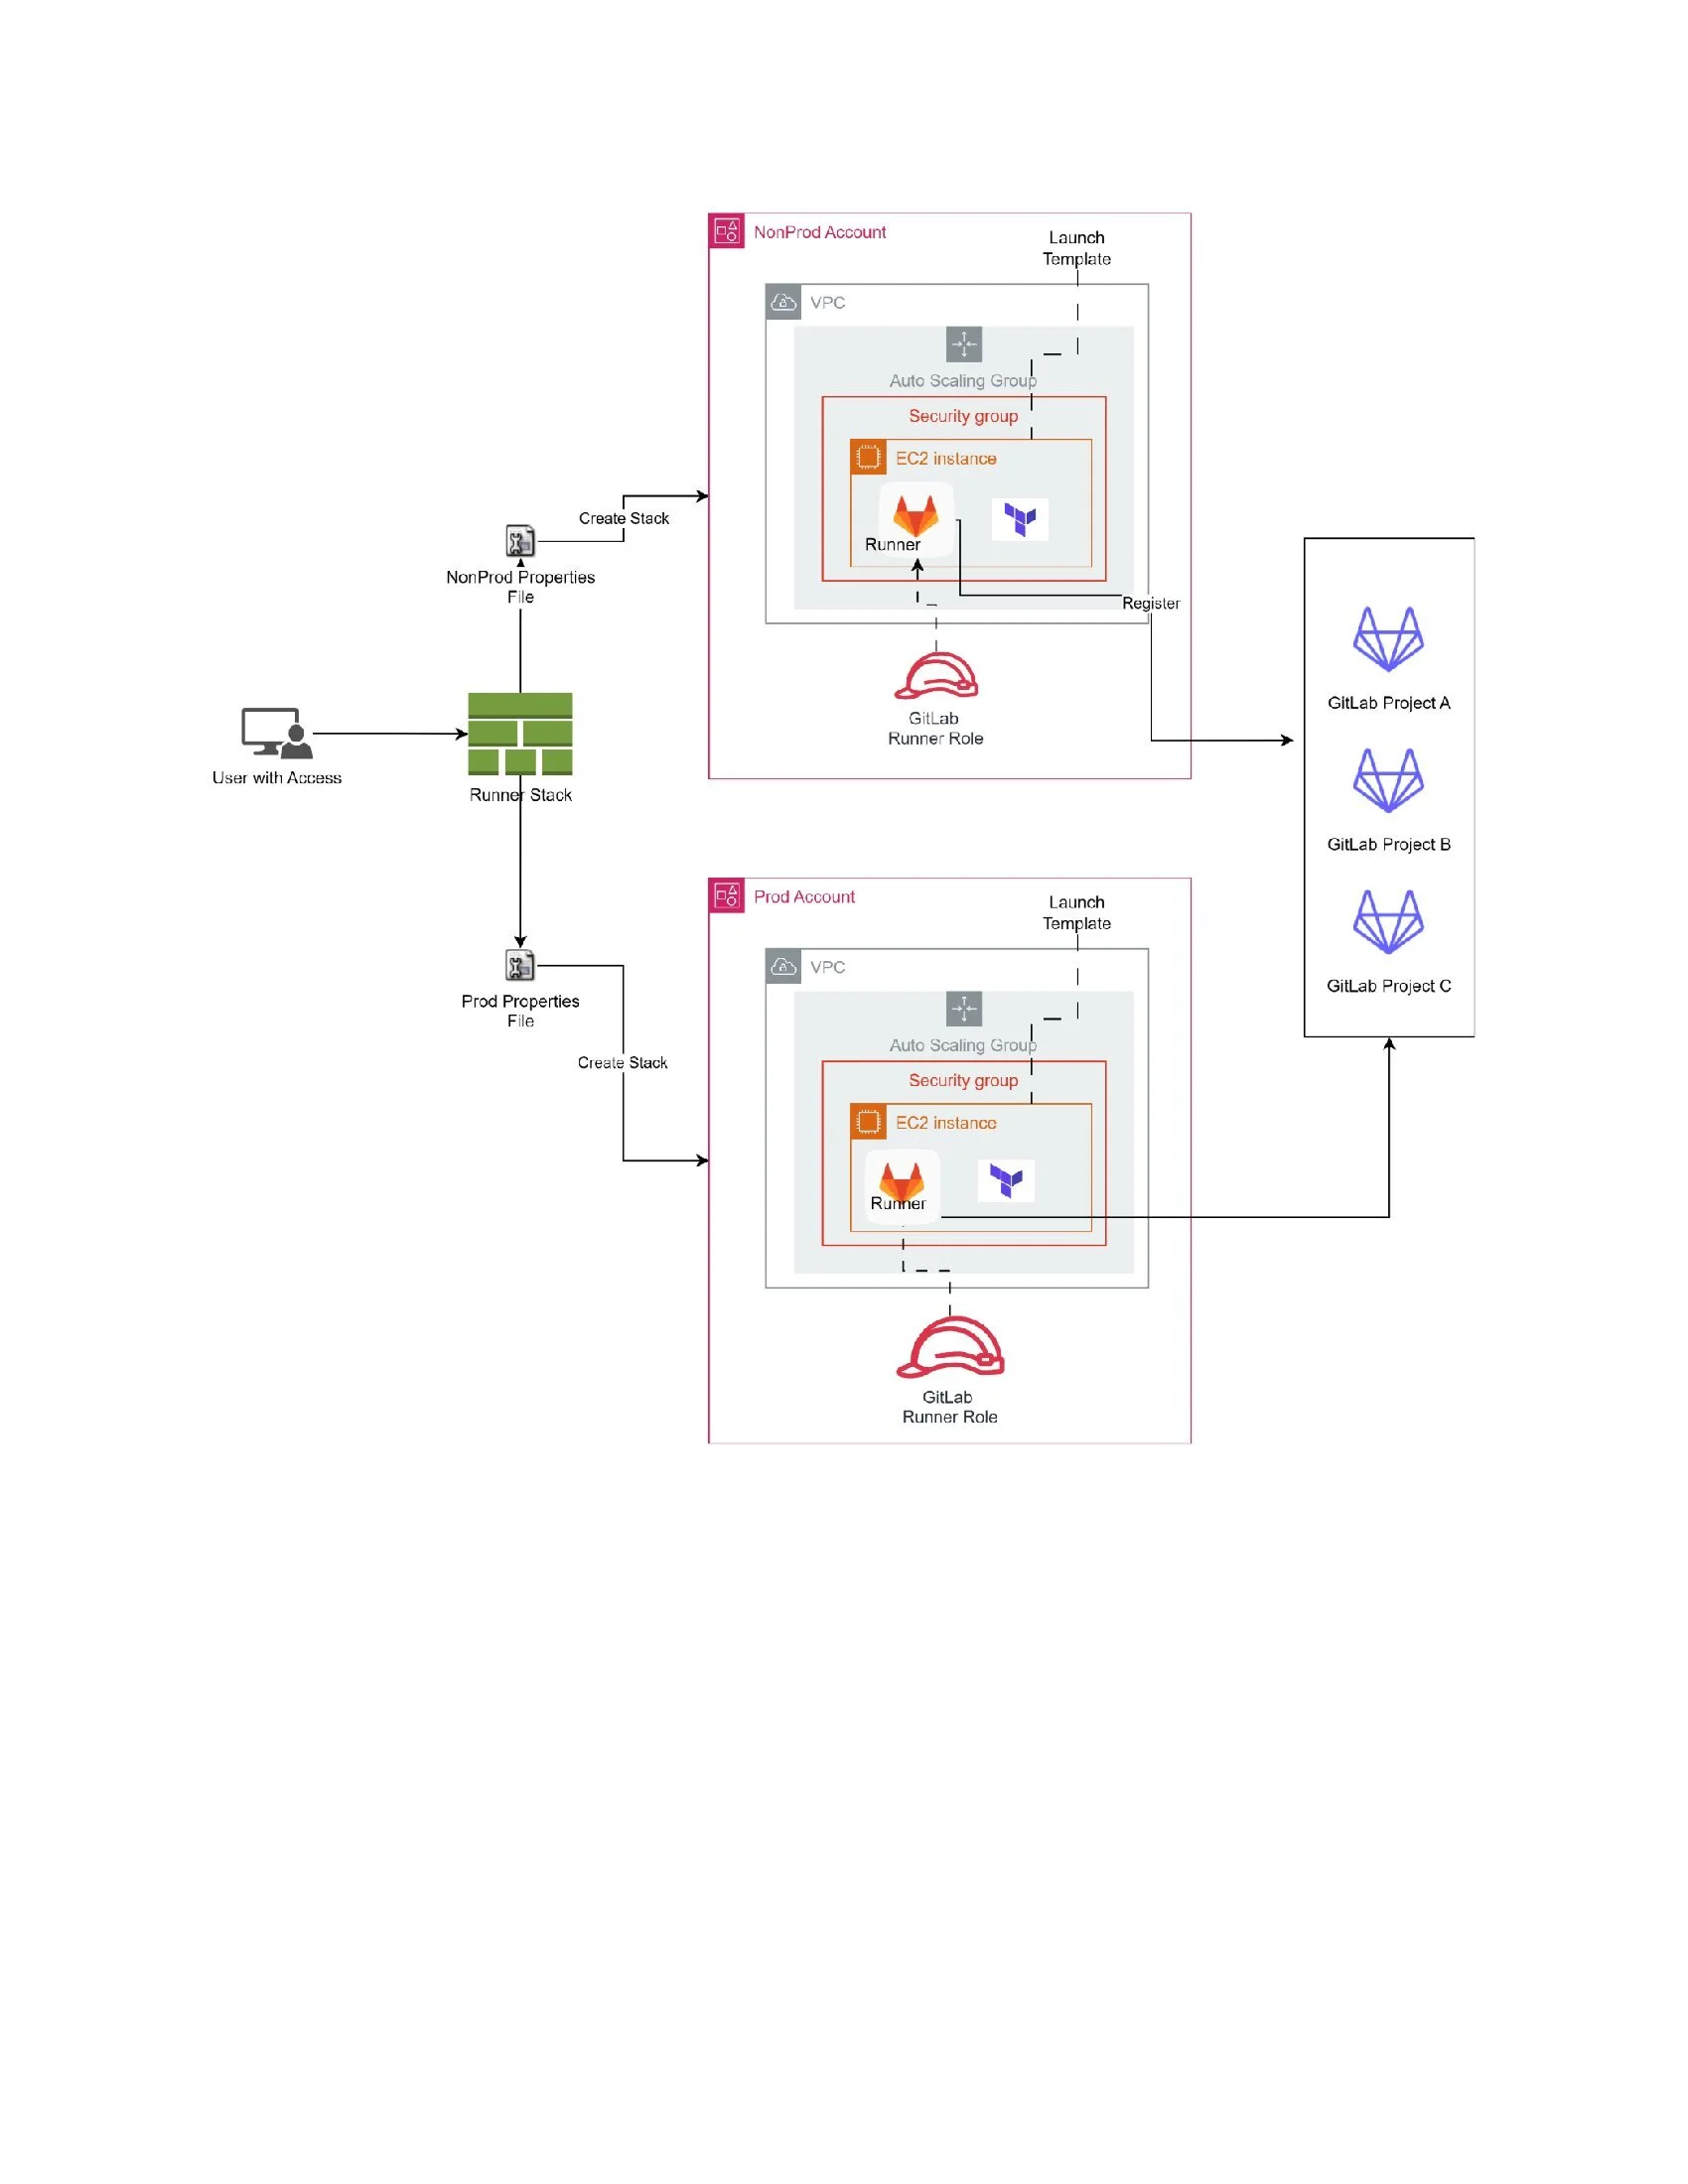 NonProd Account
Launch
Template
VPC
Auto Scaling Group
Security group
EC2 instance
Runner
Create Stack
NonProd Properties
File
Register
GitLab
Runner Role
User with Access
Runner Stack
GitLab Project A
GitLab Project B
GitLab Project C
Prod Account
Launch
Template
VPC
Auto Scaling Group
Security group
EC2 instance
Runner
Prod Properties
File
Create Stack
GitLab
Runner Role